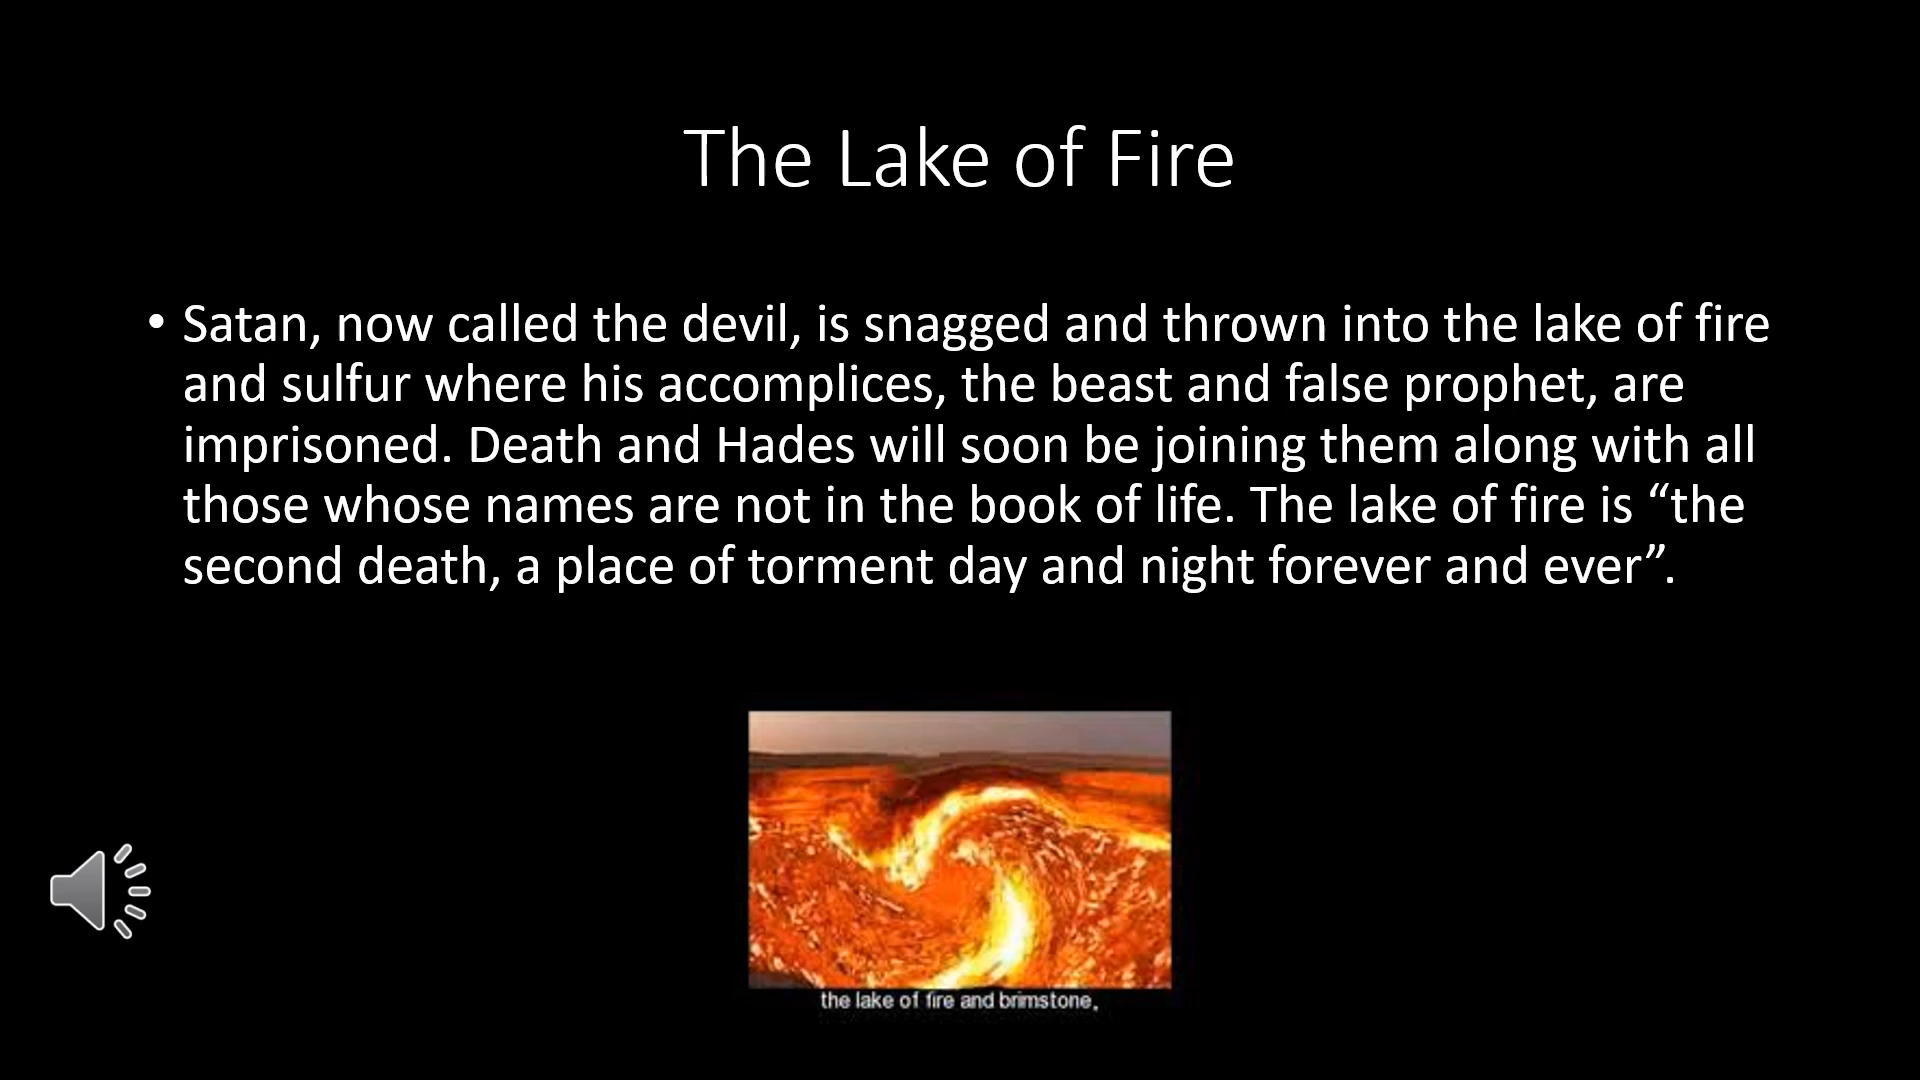 The Lake of Fire
• Satan, now called the devil, is snagged and thrown into the lake of fire
and sulfur where his accomplices, the beast and false prophet, are
imprisoned. Death and Hades will soon be joining them along with all
those whose names are not in the book of life. The lake of fire is “the
second death, a place of torment day and night forever and ever”.
the lake of fire and brimstone,